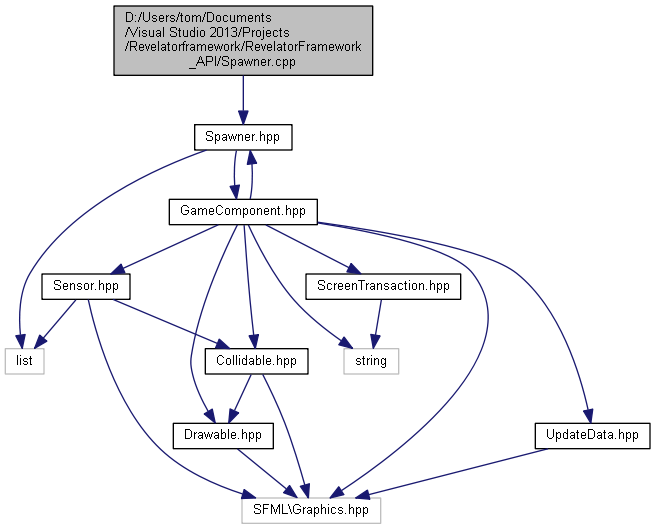 D:/Users/tom/Documents
/Visual Studio 2013/Projects
/Revelatorframework/RevelatorFramework
_API/Spawner.cpp
Spawner.hpp
GameComponent.hpp
Sensor.hpp
ScreenTransaction.hpp
list
Collidable.hpp
string
Drawable.hpp
UpdateData.hpp
SFML\Graphics.hpp